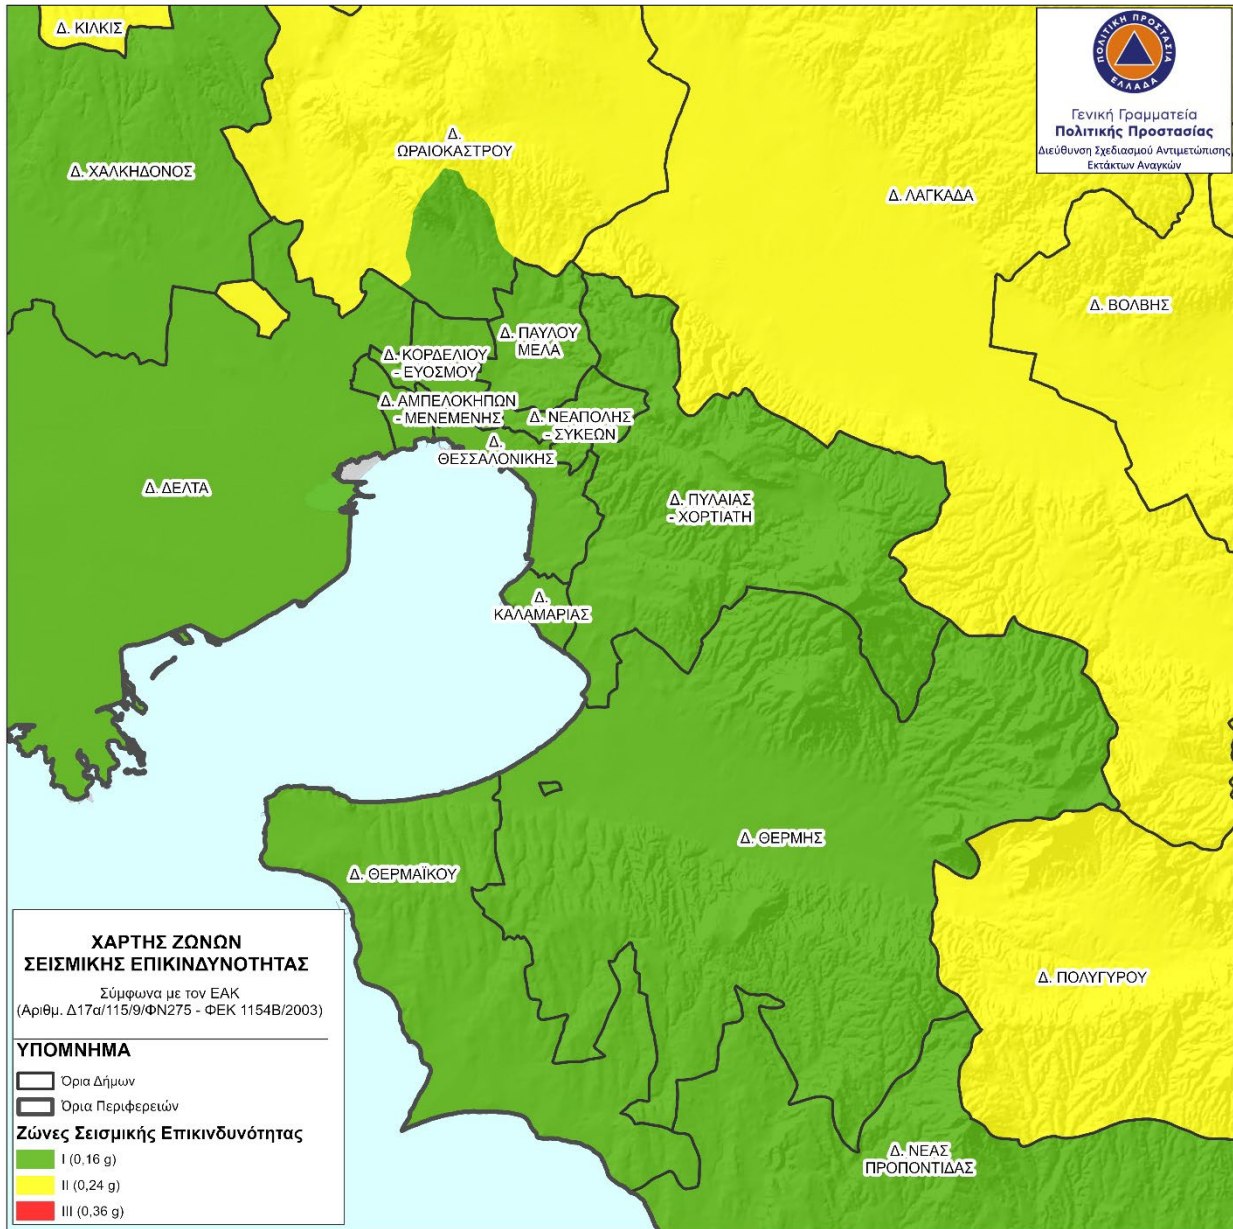 Δ. ΚΙΛΚΙΣ
ΠΟΛΙΤΙΚΗ ΠΡΟΣΤΑΣΙΑ
ΕΛΛΑΔΑ
Γενική Γραμματεία
Πολιτικής Προστασίας
Διεύθυνση Σχεδιασμού Αντιμετώπισης
Εκτάκτων Αναγκών
Δ.
ΩΡΑΙΟΚΑΣΤΡΟΥ
Δ. ΧΑΛΚΗΔΟΝΟΣ
Δ. ΛΑΓΚΑΔΑ
Δ. ΒΟΛΒΗΣ
Δ. ΠΑΥΛΟΥ
ΜΕΛΑ
Δ. ΚΟΡΔΕΛΙΟΥ
- ΕΥΟΣΜΟΥ
Δ. ΑΜΠΕΛΟΚΗΠΩΝ
- ΜΕΝΕΜΕΝΗΣ
Δ. ΝΕΑΠΟΛΗΣ
- ΣΥΚΕΩΝ
Δ.
ΘΕΣΣΑΛΟΝΙΚΗΣ
Δ. ΔΕΛΤΑ
Δ. ΠΥΛΑΙΑΣ
- ΧΟΡΤΙΑΤΗ
Δ.
ΚΑΛΑΜΑΡΙΑΣ
Δ. ΘΕΡΜΗΣ
Δ. ΘΕΡΜΑΪΚΟΥ
Δ. ΠΟΛΥΓΥΡΟΥ
Δ. ΝΕΑΣ
ΠΡΟΠΟΝΤΙΔΑΣ
ΧΑΡΤΗΣ ΖΩΝΩΝ
ΣΕΙΣΜΙΚΗΣ ΕΠΙΚΙΝΔΥΝΟΤΗΤΑΣ
Σύμφωνα με τον ΕΑΚ
(Αριθμ. Δ17α/115/9/ΦΝ275 - ΦΕΚ 1154Β/2003)
ΥΠΟΜΝΗΜΑ
Όρια Δήμων
Όρια Περιφερειών
Ζώνες Σεισμικής Επικινδυνότητας
I (0,16 g)
II (0,24 g)
III (0,36 g)